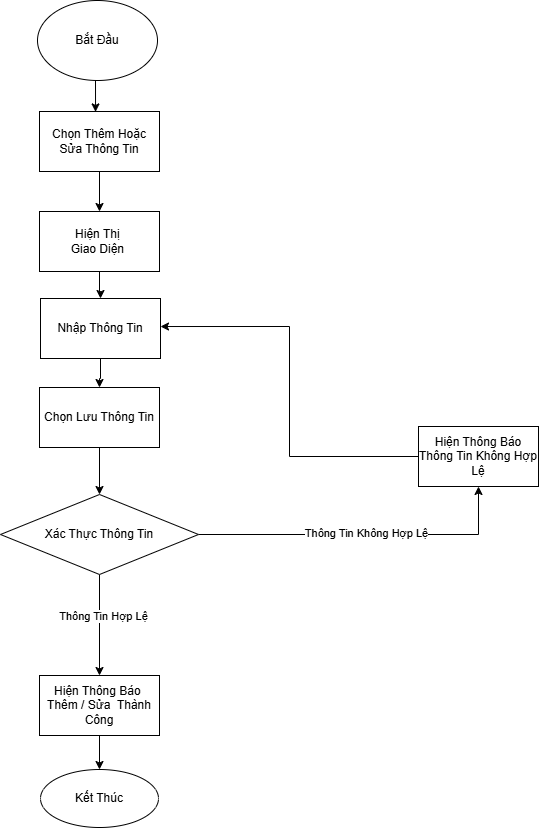 Bắt Đầu
Chọn Thêm Hoặc
Sửa Thông Tin
Hiện Thị
Giao Diện
Nhập Thông Tin
Chọn Lưu Thông Tin
Hiện Thông Báo
Thông Tin Không Hợp
Lệ
Xác Thực Thông Tin
Thông Tin Không Hợp Lệ
Thông Tin Hợp Lệ
Hiện Thông Báo
Thêm / Sửa Thành
Công
Kết Thúc